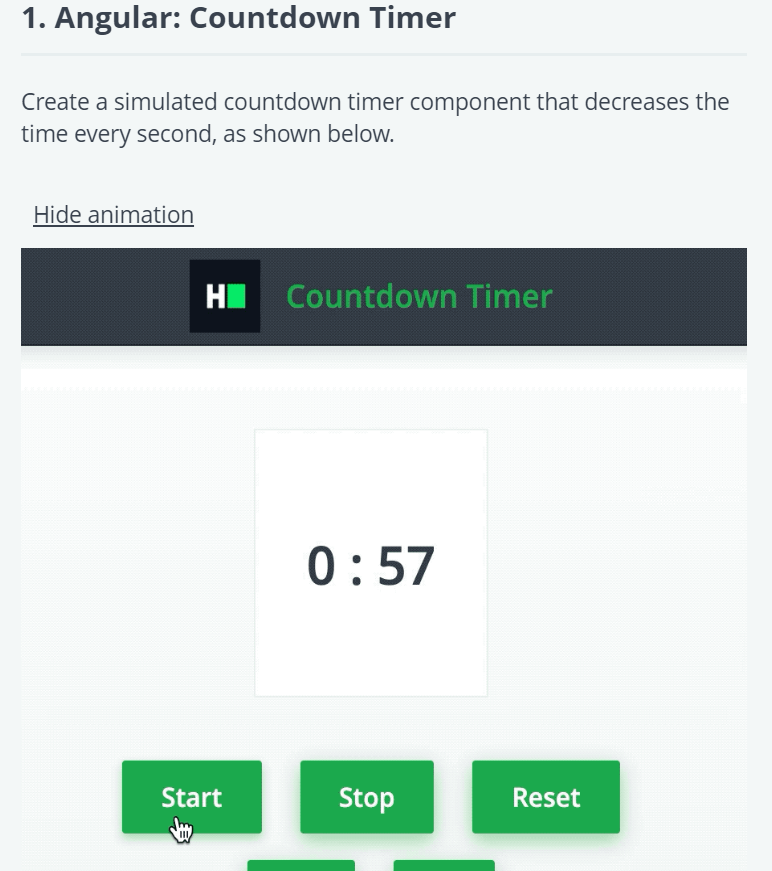 1. Angular: Countdown Timer
Create a simulated countdown timer component that decreases the
time every second, as shown below.
Hide animation
H
Countdown Timer
0 : 57
Start
Stop
Reset